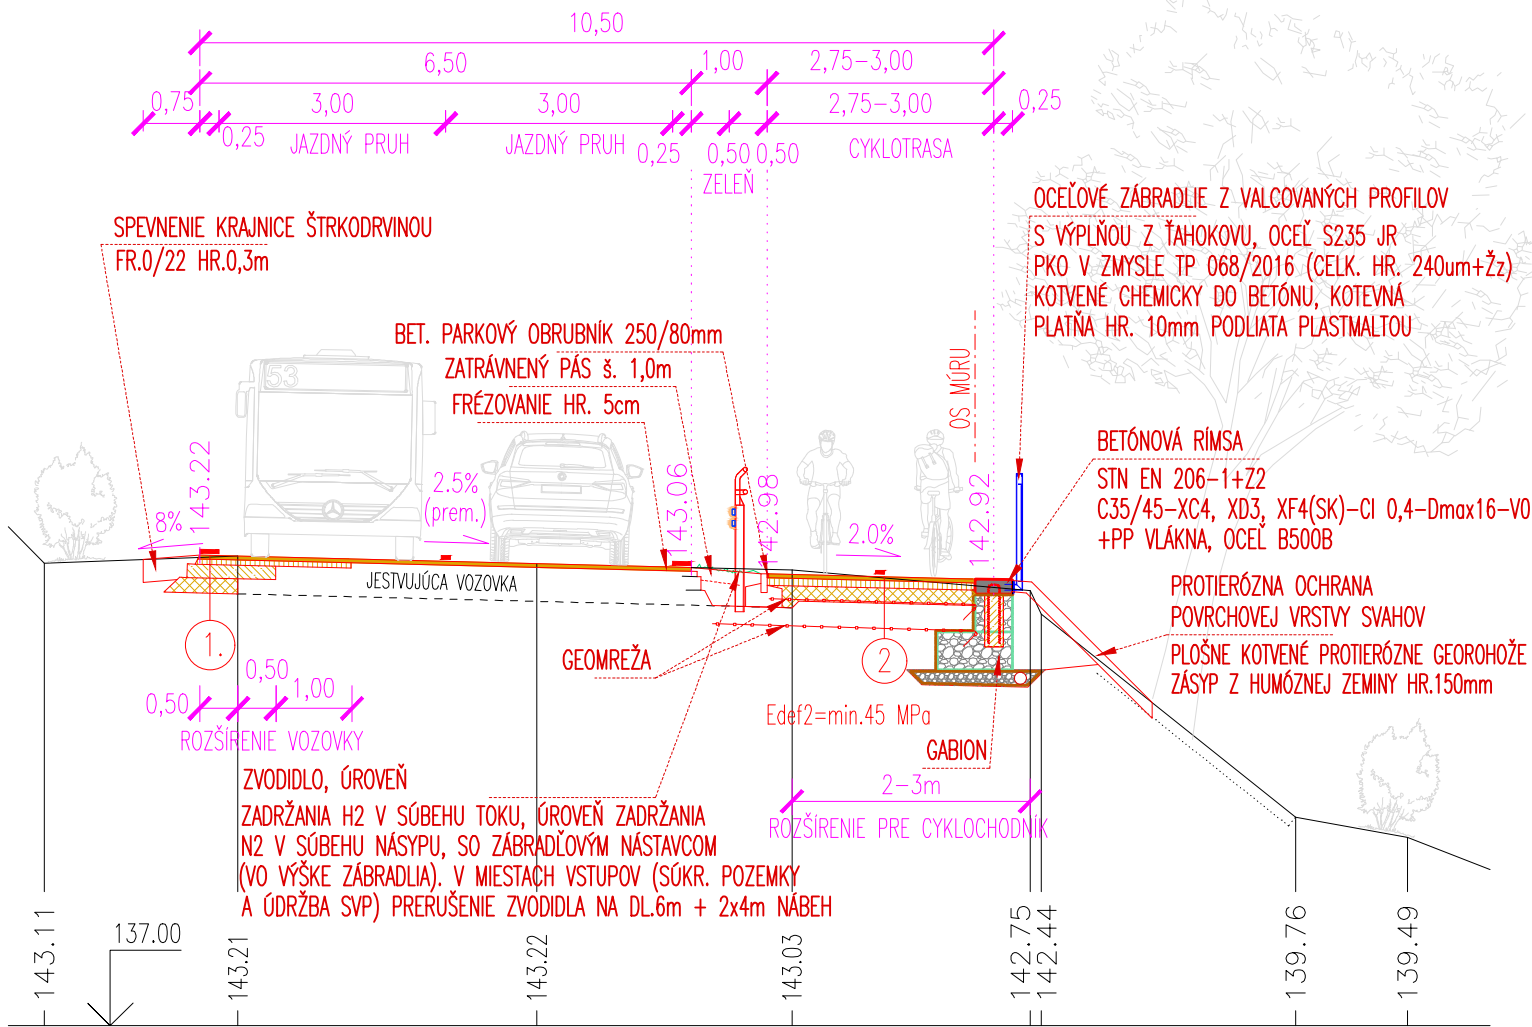 10,50
6,50
1,00
2,75-3,00
0,75
3,00
3,00
2,75-3,00
0,25
0,25
JAZDNÝ PRUH
JAZDNÝ PRUH
0,25
0,50
0,50
CYKLOTRASA
ZELEŇ
SPEVNENIE KRAJNICE ŠTRKODRVINOU
FR.0/22 HR.0,3m
OCEĽOVÉ ZÁBRADLIE Z VALCOVANÝCH PROFILOV
S VÝPLŇOU Z ŤAHOKOVU, OCEĽ S235 JR
PKO V ZMYSLE TP 068/2016 (CELK. HR. 240um+Žz)
KOTVENÉ CHEMICKY DO BETÓNU, KOTEVNÁ
PLATŇA HR. 10mm PODLIATA PLASTMALTOU
BET. PARKOVÝ OBRUBNÍK 250/80mm
ZATRÁVNENÝ PÁS š. 1,0m
FRÉZOVANIE HR. 5cm
OS MÚRU
53
BETÓNOVÁ RÍMSA
STN EN 206-1+Z2
C35/45-XC4, XD3, XF4(SK)-CI 0,4-Dmax16-V0
+PP VLÁKNA, OCEĽ B500B
143.22
8%
2.5%
(prem.)
143.06
142.98
2.0%
142.92
JESTVUJÚCA VOZOVKA
PROTIERÓZNA OCHRANA
POVRCHOVEJ VRSTVY SVAHOV
PLOŠNE KOTVENÉ PROTIERÓZNE GEOROHOŽE
ZÁSYP Z HUMÓZNEJ ZEMINY HR.150mm
1.
GEOMREŽA
2
0,50
0,50
1,00
ROZŠÍRENIE VOZOVKY
Edef2=min.45 MPa
GABION
2-3m
ROZŠÍRENIE PRE CYKLOCHODNÍK
ZVODIDLO, ÚROVEŇ
ZADRŽANIA H2 V SÚBEHU TOKU, ÚROVEŇ ZADRŽANIA
N2 V SÚBEHU NÁSYPU, SO ZÁBRADĽOVÝM NÁSTAVCOM
(VO VÝŠKE ZÁBRADLIA). V MIESTACH VSTUPOV (SÚKR. POZEMKY
A ÚDRŽBA SVP) PRERUŠENIE ZVODIDLA NA DL.6m + 2x4m NÁBEH
137.00
143.11
143.21
143.22
143.03
142.75
142.44
139.76
139.49